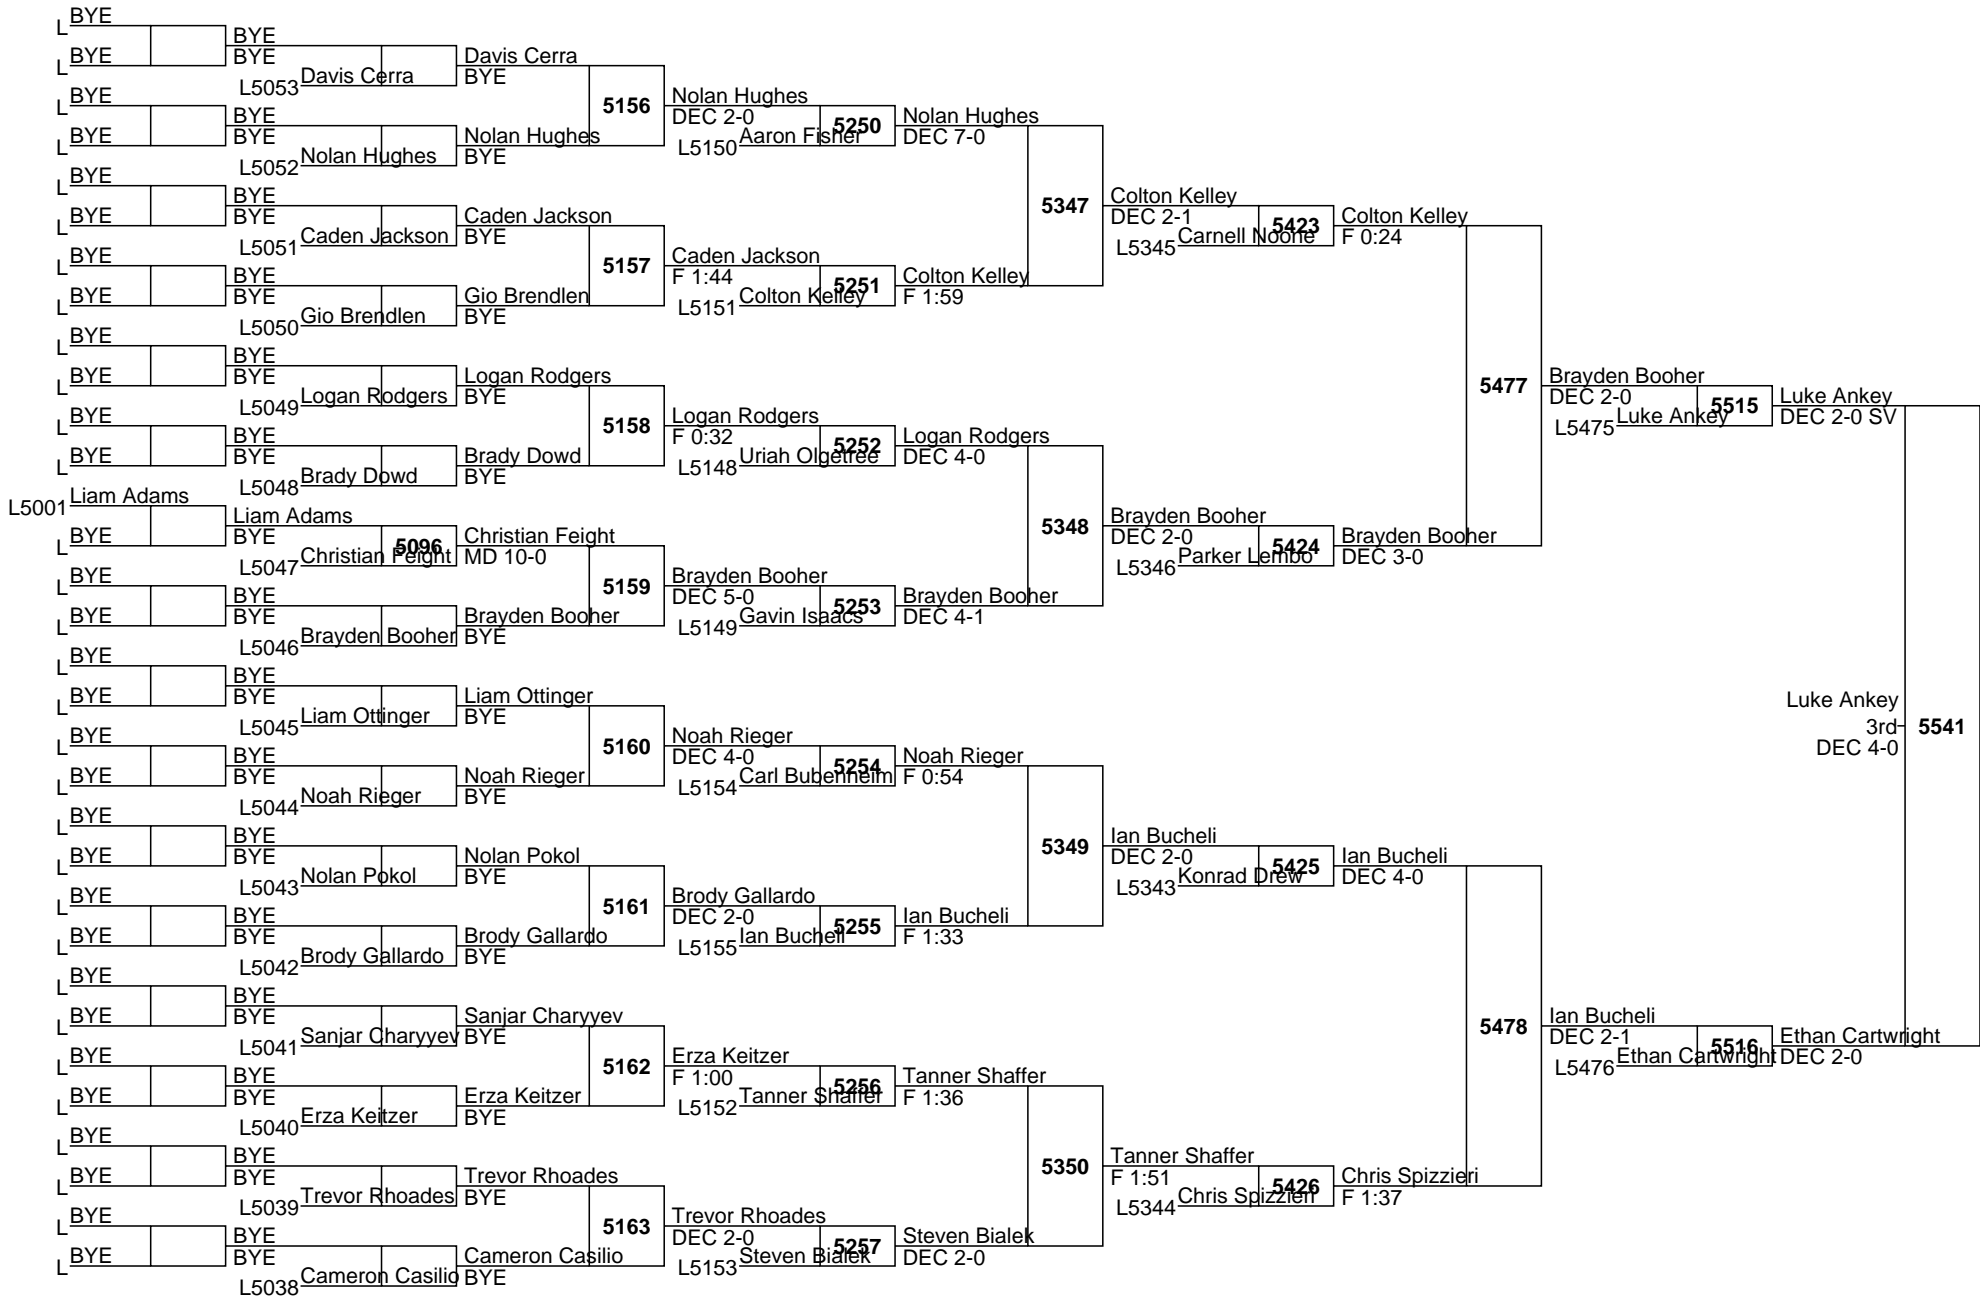 BYE
L
BYE
L
BYE
BYE
L5053 Davis Cerra
Davis Cerra
BYE
BYE
L
BYE
L
BYE
BYE
L5052 Nolan Hughes
Nolan Hughes
BYE
5156
Nolan Hughes
DEC 2-0
L5150 Aaron Fisher
5250
Nolan Hughes
DEC 7-0
BYE
L
BYE
L
BYE
BYE
L5051 Caden Jackson
Caden Jackson
BYE
BYE
L
BYE
L
BYE
BYE
L5050 Gio Brendlen
Gio Brendlen
BYE
5157
Caden Jackson
F 1:44
L5151 Colton Kelley
5251
Colton Kelley
F 1:59
5347
Colton Kelley
DEC 2-1
L5345 Carnell Noone
5423
Colton Kelley
F 0:24
BYE
L
BYE
L
BYE
BYE
L5049 Logan Rodgers
Logan Rodgers
BYE
BYE
L
BYE
L
BYE
BYE
L5048 Brady Dowd
Brady Dowd
BYE
5158
Logan Rodgers
F 0:32
L5148 Uriah Olgetree
5252
Logan Rodgers
DEC 4-0
L5001 Liam Adams
BYE
L
Liam Adams
BYE
L5047 Christian Feight
5096
Christian Feight
MD 10-0
BYE
L
BYE
L
BYE
BYE
L5046 Brayden Booher
Brayden Booher
BYE
5159
Brayden Booher
DEC 5-0
L5149 Gavin Isaacs
5253
Brayden Booher
DEC 4-1
5348
Brayden Booher
DEC 2-0
L5346 Parker Lembo
5424
Brayden Booher
DEC 3-0
5477
Brayden Booher
DEC 2-0
L5475 Luke Ankey
5515
Luke Ankey
DEC 2-0 SV
BYE
L
BYE
L
BYE
BYE
L5045 Liam Ottinger
Liam Ottinger
BYE
BYE
L
BYE
L
BYE
BYE
L5044 Noah Rieger
Noah Rieger
BYE
5160
Noah Rieger
DEC 4-0
L5154 Carl Bubenheim
5254
Noah Rieger
F 0:54
BYE
L
BYE
L
BYE
BYE
L5043 Nolan Pokol
Nolan Pokol
BYE
BYE
L
BYE
L
BYE
BYE
L5042 Brody Gallardo
Brody Gallardo
BYE
5161
Brody Gallardo
DEC 2-0
L5155 Ian Bucheli
5255
Ian Bucheli
F 1:33
5349
Ian Bucheli
DEC 2-0
L5343 Konrad Drew
5425
Ian Bucheli
DEC 4-0
BYE
L
BYE
L
BYE
BYE
L5041 Sanjar Charyyev
Sanjar Charyyev
BYE
BYE
L
BYE
L
BYE
BYE
L5040 Erza Keitzer
Erza Keitzer
BYE
5162
Erza Keitzer
F 1:00
L5152 Tanner Shaffer
5256
Tanner Shaffer
F 1:36
BYE
L
BYE
L
BYE
BYE
L5039 Trevor Rhoades
Trevor Rhoades
BYE
BYE
L
BYE
L
BYE
BYE
L5038 Cameron Casilio
Cameron Casilio
BYE
5163
Trevor Rhoades
DEC 2-0
L5153 Steven Bialek
5257
Steven Bialek
DEC 2-0
5350
Tanner Shaffer
F 1:51
L5344 Chris Spizzieri
5426
Chris Spizzieri
F 1:37
5478
Ian Bucheli
DEC 2-1
L5476 Ethan Cartwright
5516
Ethan Cartwright
DEC 2-0
Luke Ankey
3rd
DEC 4-0
5541